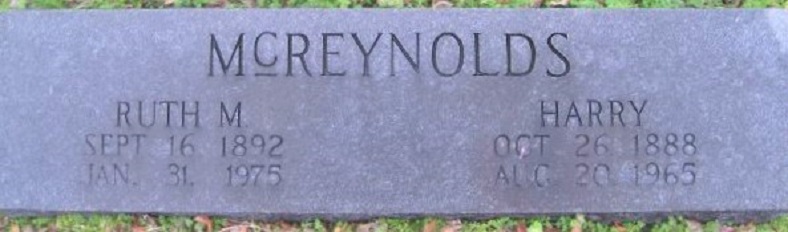 McREYNOLDS
RUTH M.
SEPT 16 1892
JAN. 31. 1975
HARRY
OCT 26 1888
AUG 20 1965